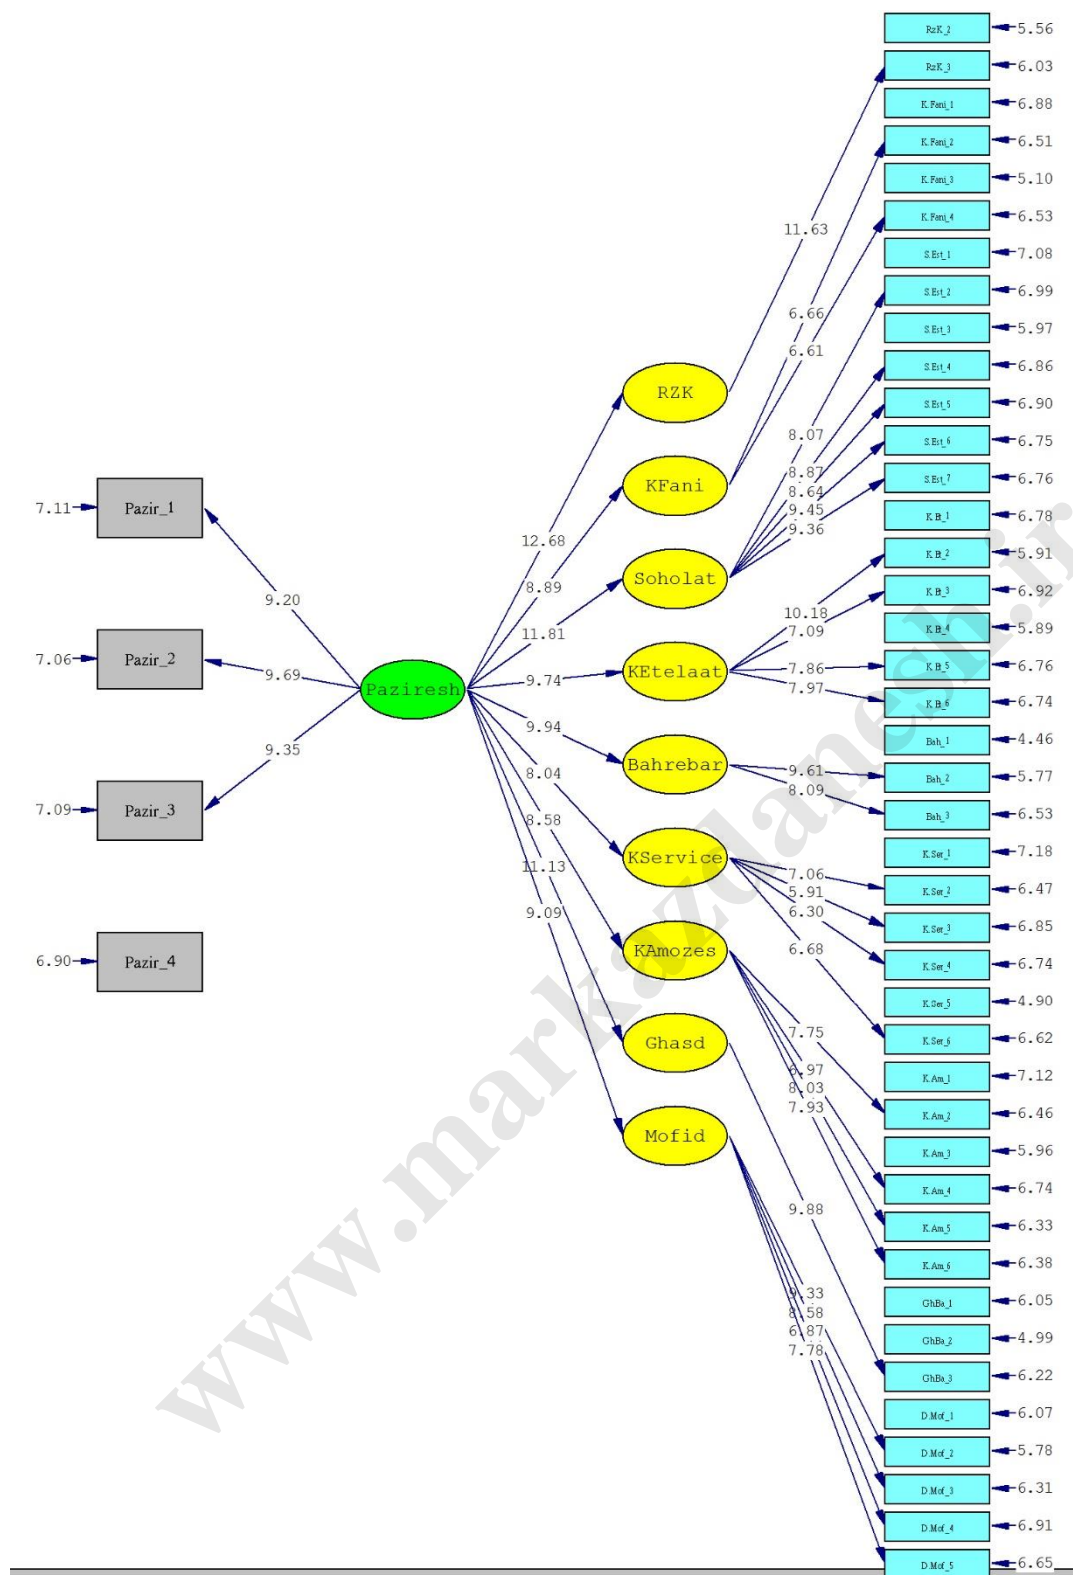 RzK_2 5.56
RzK_3 6.03
K.Fani_1 6.88
K.Fani_2 6.51
K.Fani_3 5.10
K.Fani_4 6.53
11.63
S.Est_1 7.08
S.Est_2 6.99
6.66
S.Est_3 5.97
6.61
S.Est_4 6.86
RZK
S.Est_5 6.90
8.07
S.Est_6 6.75
8.87
S.Est_7 6.76
KFani
8.64
7.11 Pazir_1
9.45
K.Et_1 6.78
9.36
12.68
K.Et_2 5.91
Soholat
8.89
K.Et_3 6.92
9.20
10.18
K.Et_4 5.89
11.81
7.09
7.06 Pazir_2
K.Et_5 6.76
9.69
KEtelaat
7.86
9.74
Paziresh
7.97
K.Et_6 6.74
9.94
Bah_1 4.46
9.35
Bahrebar
9.61
Bah_2 5.77
8.04
8.09
7.09 Pazir_3
Bah_3 6.53
8.58
K.Ser_1 7.18
KService
11.13
7.06
K.Ser_2 6.47
5.91
9.09
6.30
K.Ser_3 6.85
6.68
KAmozes
6.90 Pazir_4
K.Ser_4 6.74
K.Ser_5 4.90
7.75
Ghasd
K.Ser_6 6.62
6.97
K.Am_1 7.12
8.03
7.93
K.Am_2 6.46
Mofid
K.Am_3 5.96
K.Am_4 6.74
9.88
K.Am_5 6.33
K.Am_6 6.38
9.33
GhBa_1 6.05
8.58
6.87
GhBa_2 4.99
7.78
GhBa_3 6.22
D.Mof_1 6.07
D.Mof_2 5.78
D.Mof_3 6.31
D.Mof_4 6.91
D.Mof_5 6.65
www.markazdanesh.ir